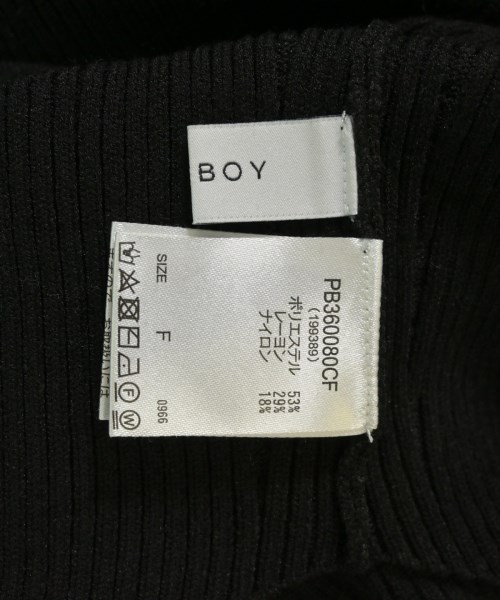 BOY
PB360080CF
(199389)
ポリエステル 53%
レーヨン 29%
ナイロン 18%
SIZE F
0966